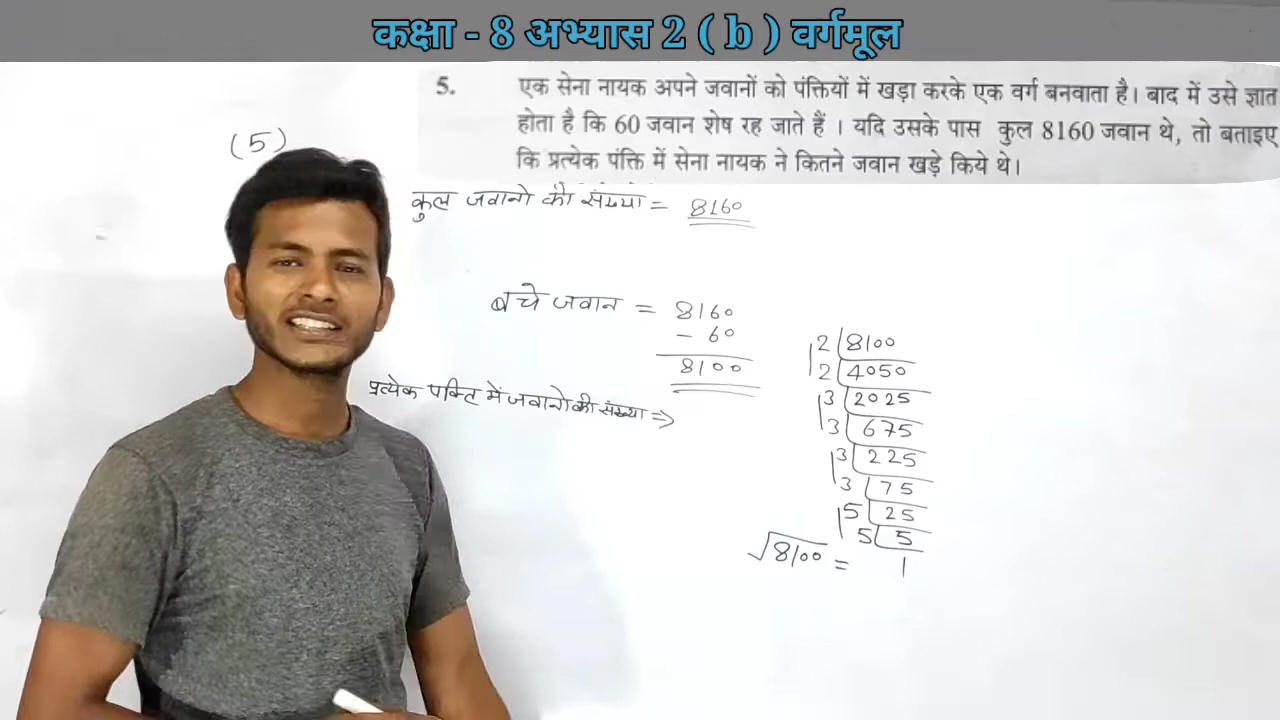 कक्षा - 8 अभ्यास 2 ( b ) वर्गमूल
5. एक सेना नायक अपने जवानों को पंक्तियों में खड़ा करके एक वर्ग बनवाता है। बाद में उसे ज्ञात
होता है कि 60 जवान शेष रह जाते हैं । यदि उसके पास कुल 8160 जवान थे, तो बताइए
कि प्रत्येक पंक्ति में सेना नायक ने कितने जवान खड़े किये थे।
(5)
कुल जवानो की संख्या = 8160
बचे जवान = 8160
- 60
8100
प्रत्येक पक्ति में जवानो की संख्या ⇒
2 8100
2 4050
3 2025
3 675
3 225
3 75
5 25
5 5
1
√8100 =